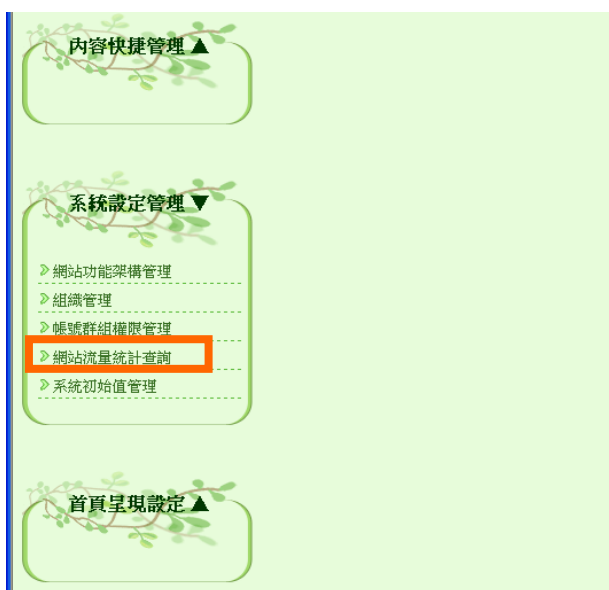 內容快捷管理▲
系統設定管理▼
網站功能架構管理
組織管理
帳號群組權限管理
網站流量統計查詢
系統初始值管理
首頁呈現設定▲